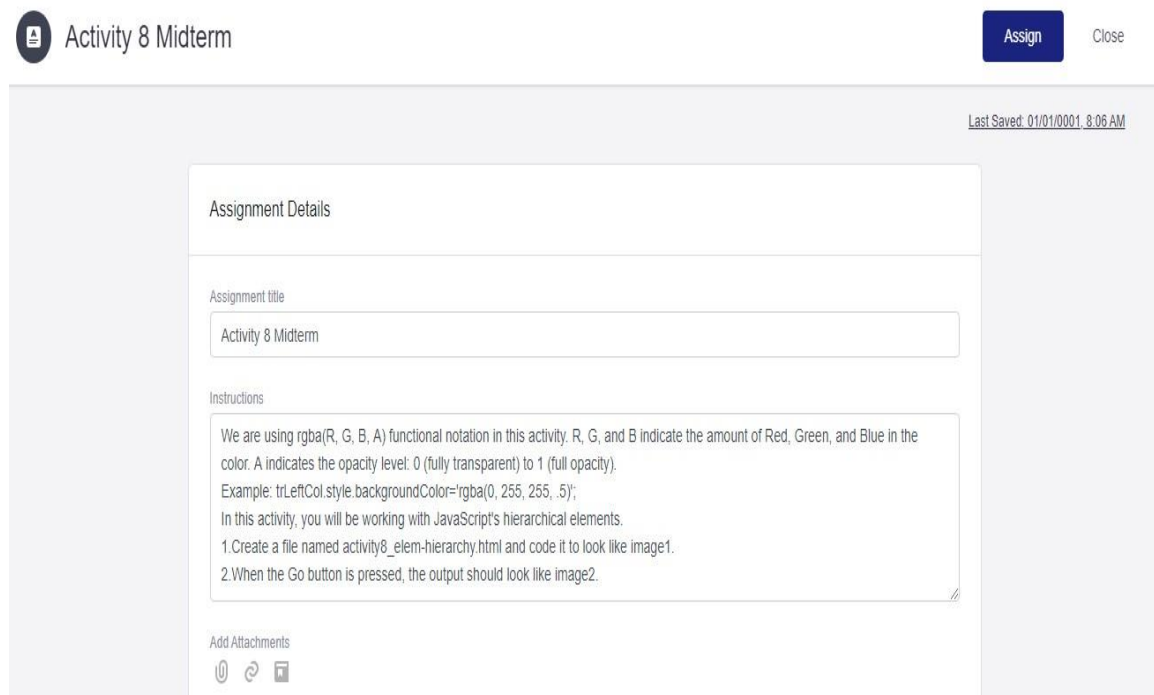 Activity 8 Midterm
Assign
Close
Last Saved: 01/01/0001, 8:06 AM
Assignment Details
Assignment title
Activity 8 Midterm
Instructions
We are using rgba(R, G, B, A) functional notation in this activity. R, G, and B indicate the amount of Red, Green, and Blue in the
color. A indicates the opacity level: 0 (fully transparent) to 1 (full opacity).
Example: trLeftCol.style.backgroundColor='rgba(0, 255, 255, .5)';
In this activity, you will be working with JavaScript's hierarchical elements.
1.Create a file named activity8_elem-hierarchy.html and code it to look like image1.
2.When the Go button is pressed, the output should look like image2.
Add Attachments